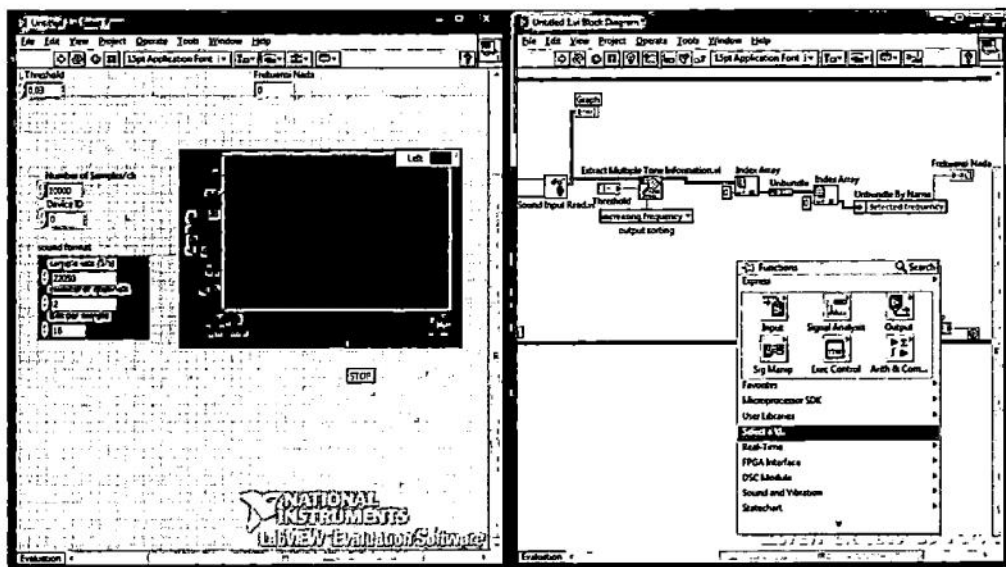 File Edit View Project Operate Tools Window Help
15pt Application Font
Threshold
0,03
Frekuensi Nada
0
Number of Samples/ch
10000
Device ID
0
sound format
sample rate (S/s)
22050
2
bits per sample
16
Left
STOP
NATIONAL
INSTRUMENTS
LabVIEW Evaluation Software
Evaluation
Untitled 1.vi Block Diagram *
File Edit View Project Operate Tools Window Help
15pt Application Font
Graph
Sound Input Read.vi
Extract Multiple Tone Information.vi
Threshold
increasing frequency
output sorting
Index Array
Unbundle
Index Array
Unbundle By Name
Selected frequency
Frekuensi Nada
Functions
Search
Express
Input
Signal Analysis
Output
Sig Manip
Exec Control
Arith & Com...
Favorites
Microprocessor SDK
User Libraries
Select a VI...
Real-Time
FPGA Interface
DSC Module
Sound and Vibration
Statechart
Evaluation